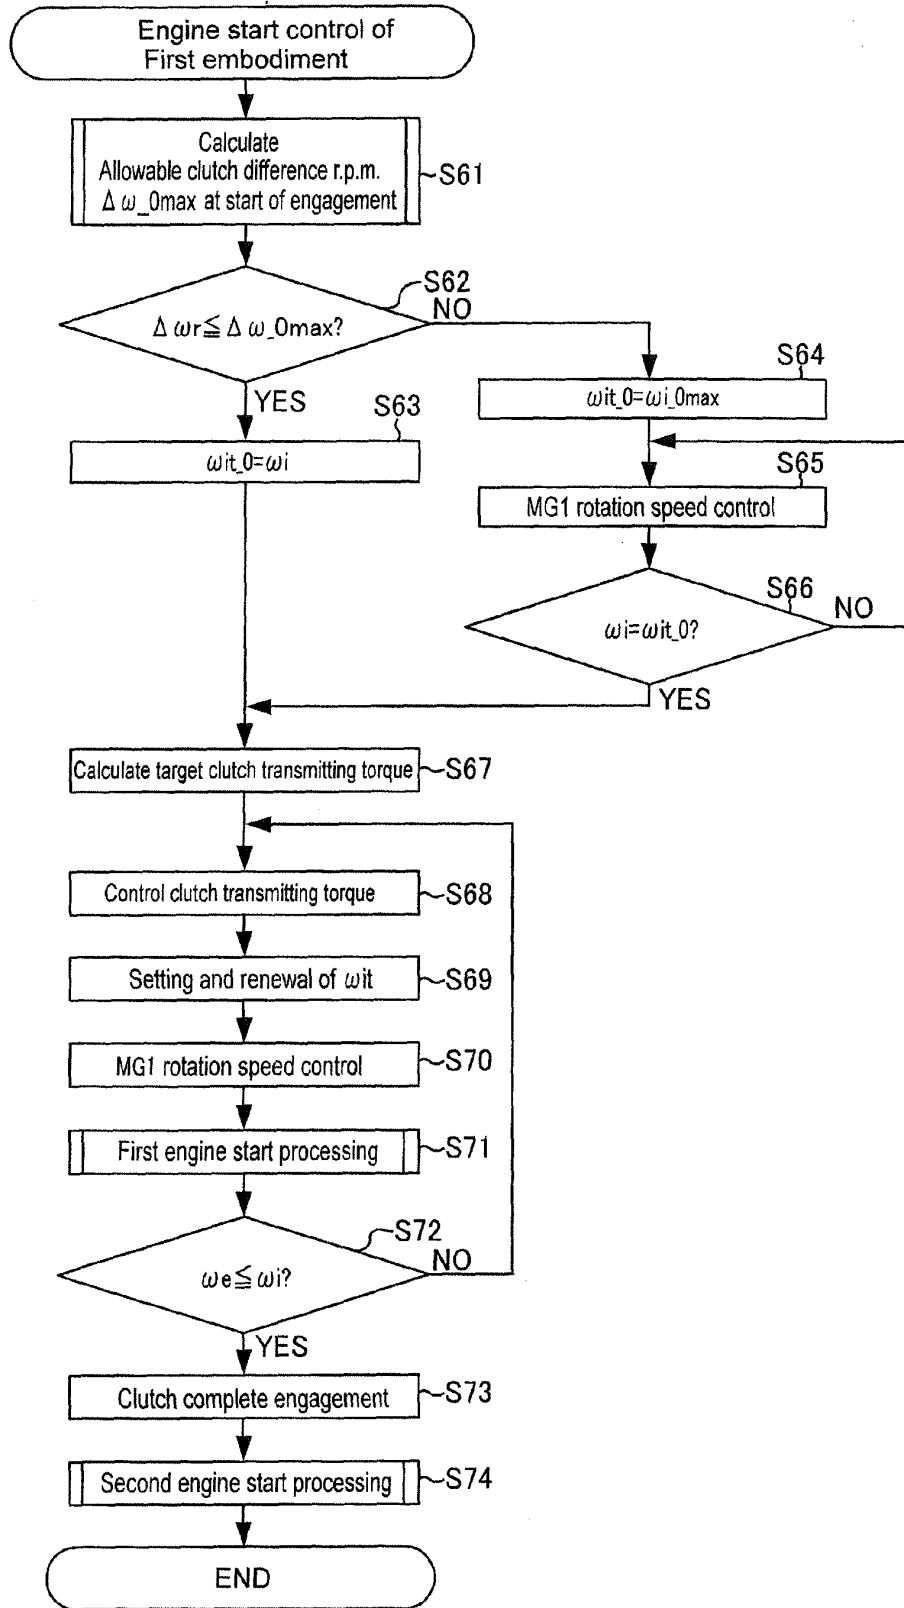 Engine start control of
First embodiment
Calculate
Allowable clutch difference r.p.m.
Δω_0max at start of engagement
S61
S62
Δωr≦Δω_0max?
NO
YES
S63
ωit_0=ωi
S64
ωit_0=ωi_0max
S65
MG1 rotation speed control
S66
ωi=ωit_0?
NO
YES
Calculate target clutch transmitting torque
S67
Control clutch transmitting torque
S68
Setting and renewal of ωit
S69
MG1 rotation speed control
S70
First engine start processing
S71
S72
ωe≦ωi?
NO
YES
Clutch complete engagement
S73
Second engine start processing
S74
END